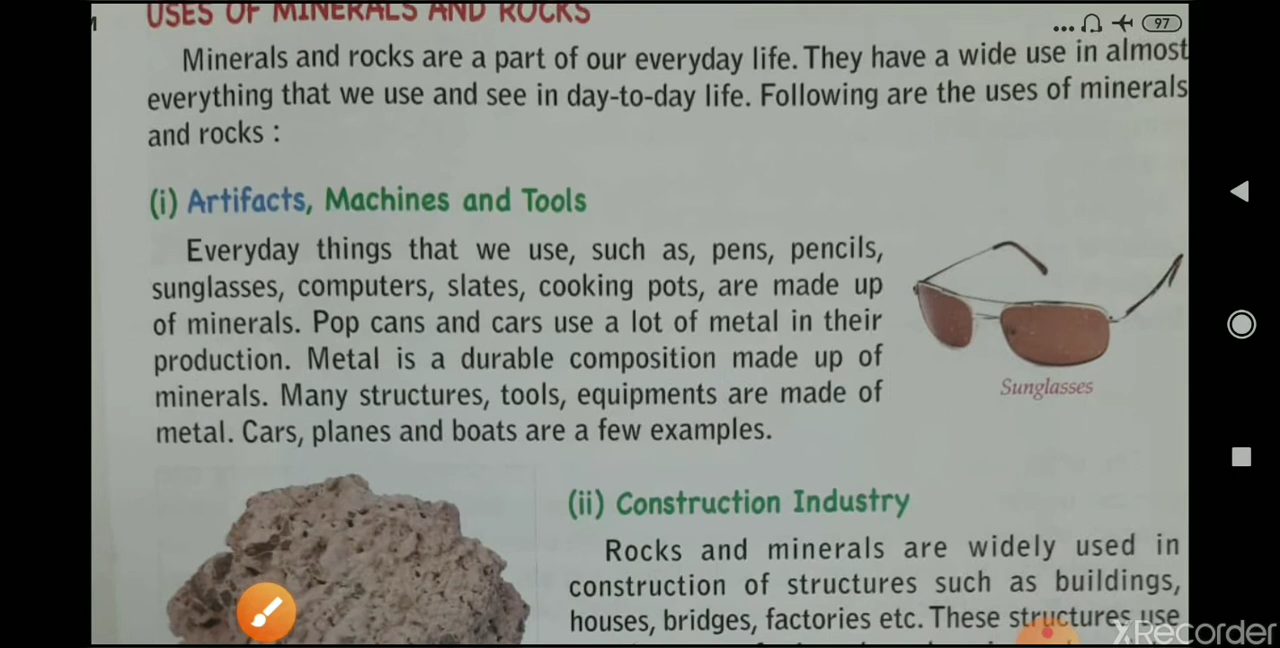 USES OF MINERALS AND ROCKS
97
Minerals and rocks are a part of our everyday life. They have a wide use in almost
everything that we use and see in day-to-day life. Following are the uses of minerals
and rocks :
(i) Artifacts, Machines and Tools
Everyday things that we use, such as, pens, pencils,
sunglasses, computers, slates, cooking pots, are made up
of minerals. Pop cans and cars use a lot of metal in their
production. Metal is a durable composition made up of
minerals. Many structures, tools, equipments are made of
metal. Cars, planes and boats are a few examples.
Sunglasses
(ii) Construction Industry
Rocks and minerals are widely used in
construction of structures such as buildings,
houses, bridges, factories etc. These structures use
XRecorder